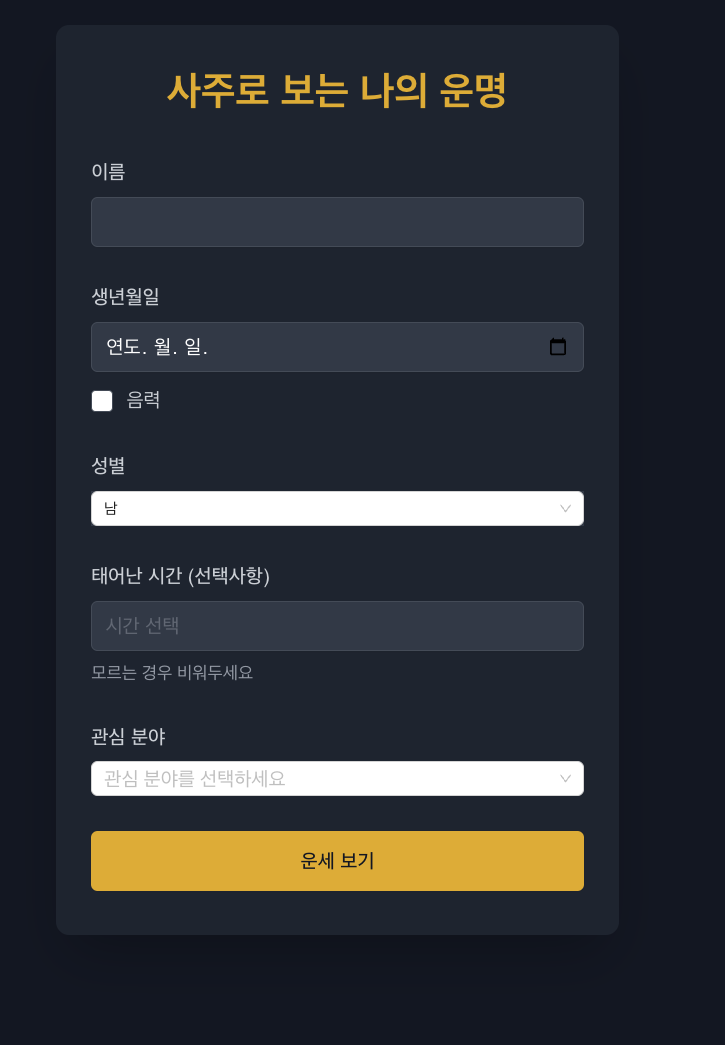 사주로 보는 나의 운명
이름
생년월일
연도. 월. 일.
음력
성별
남
태어난 시간 (선택사항)
시간 선택
모르는 경우 비워두세요
관심 분야
관심 분야를 선택하세요
운세 보기